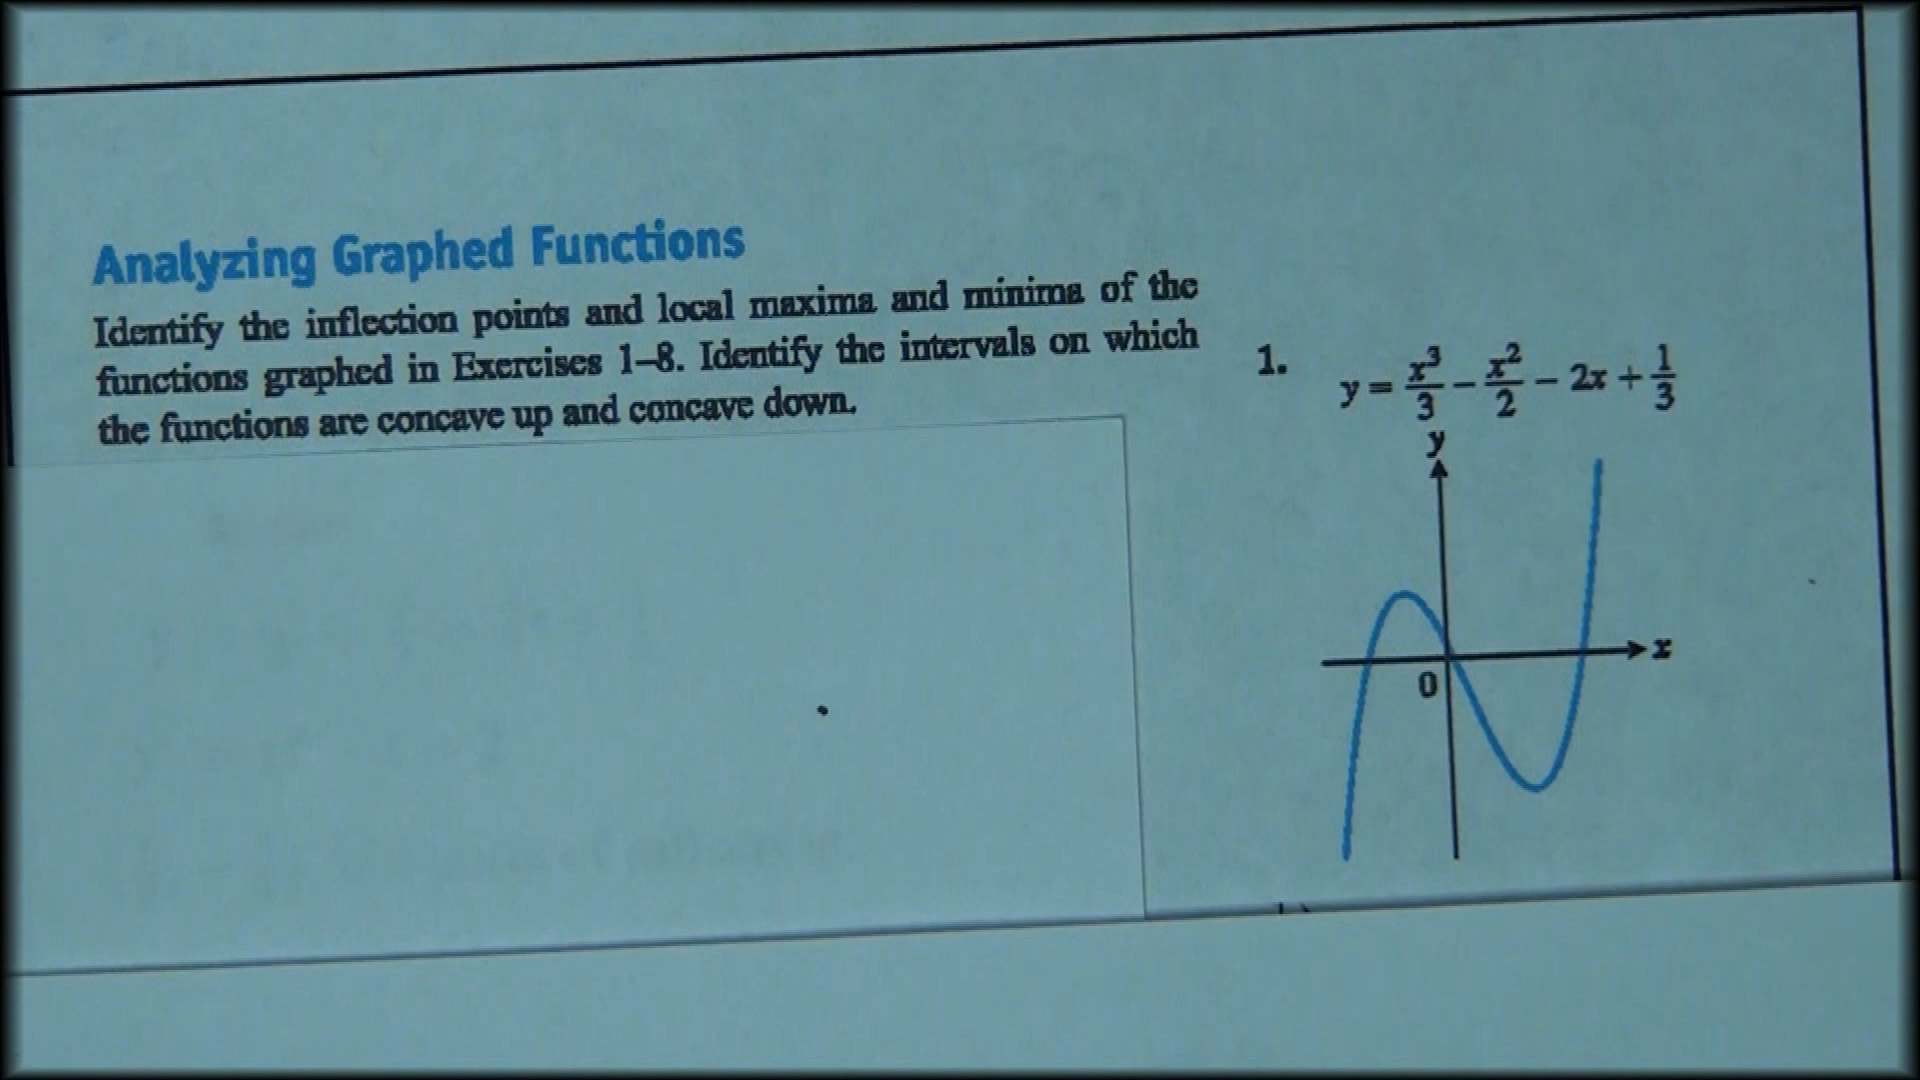 Analyzing Graphed Functions
Identify the inflection points and local maxima and minima of the
functions graphed in Exercises 1–8. Identify the intervals on which
the functions are concave up and concave down.
1. y = x³/3 − x²/2 − 2x + 1/3
y
x
0